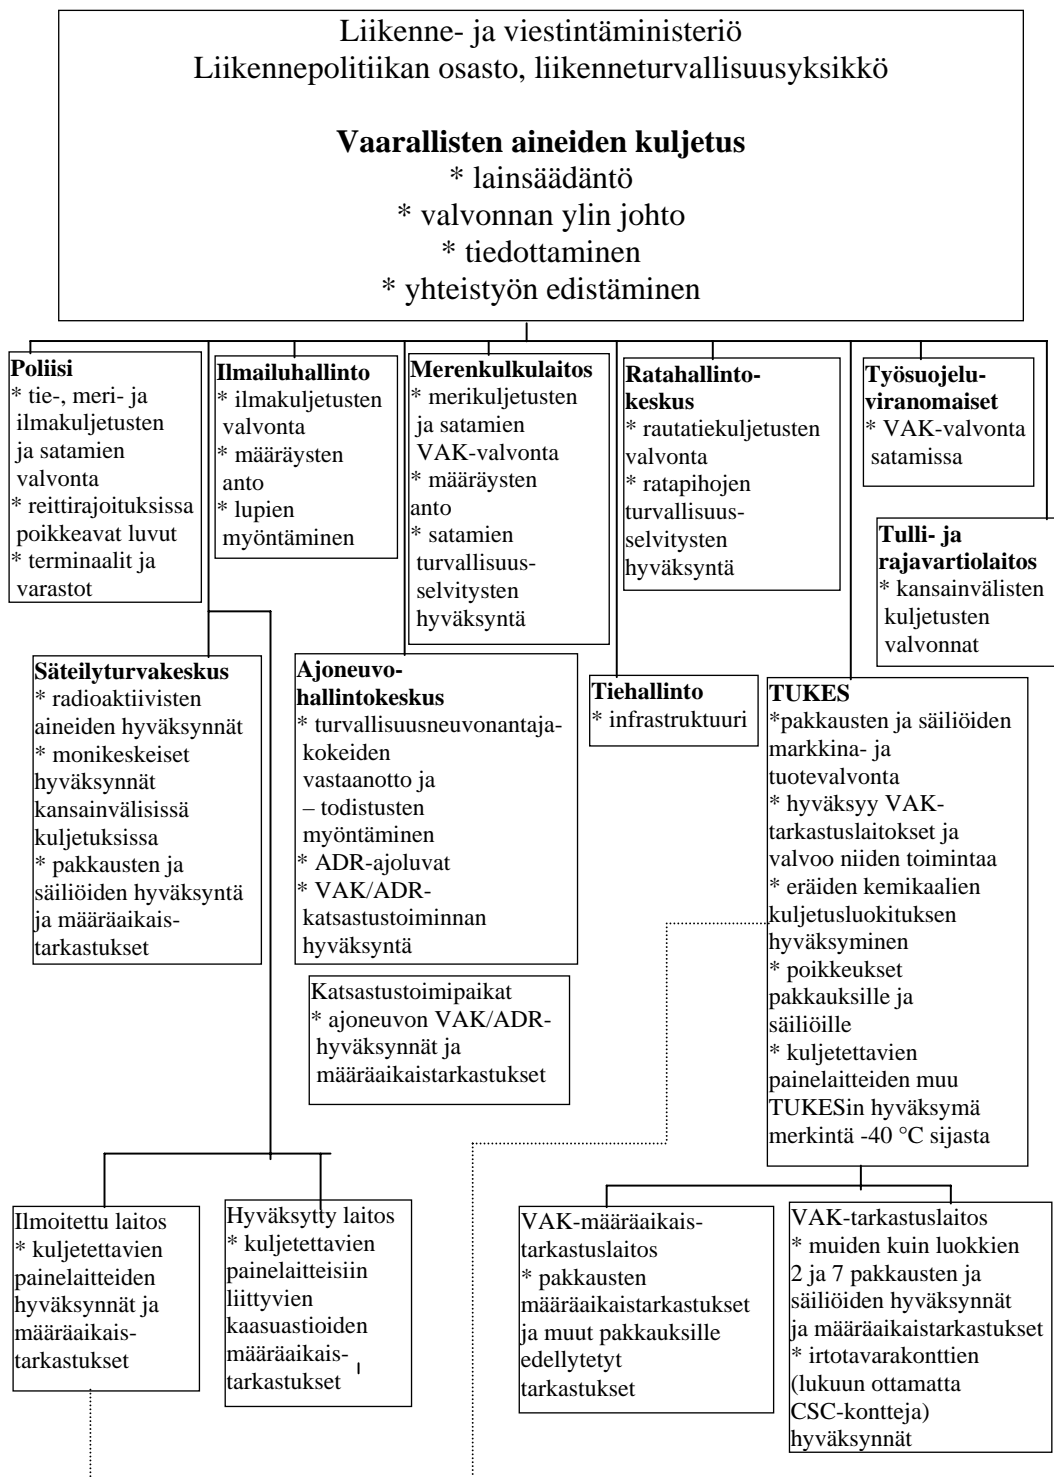 Liikenne- ja viestintäministeriö
Liikennepolitiikan osasto, liikenneturvallisuusyksikkö
Vaarallisten aineiden kuljetus
* lainsäädäntö
* valvonnan ylin johto
* tiedottaminen
* yhteistyön edistäminen
Poliisi
* tie-, meri- ja
ilmakuljetusten
ja satamien
valvonta
* reittirajoituksissa
poikkeavat luvut
* terminaalit ja
varastot
Ilmailuhallinto
* ilmakuljetusten
valvonta
* määräysten
anto
* lupien
myöntäminen
Merenkulkulaitos
* merikuljetusten
ja satamien
VAK-valvonta
* määräysten
anto
* satamien
turvallisuus-
selvitysten
hyväksyntä
Ratahallinto-
keskus
* rautatiekuljetusten
valvonta
* ratapihojen
turvallisuus-
selvitysten
hyväksyntä
Työsuojelu-
viranomaiset
* VAK-valvonta
satamissa
Tulli- ja
rajavartiolaitos
* kansainvälisten
kuljetusten
valvonnat
Säteilyturvakeskus
* radioaktiivisten
aineiden hyväksynnät
* monikeskeiset
hyväksynnät
kansainvälisissä
kuljetuksissa
* pakkausten ja
säiliöiden hyväksyntä
ja määräaikais-
tarkastukset
Ajoneuvo-
hallintokeskus
* turvallisuusneuvonantaja-
kokeiden
vastaanotto ja
– todistusten
myöntäminen
* ADR-ajoluvat
* VAK/ADR-
katsastustoiminnan
hyväksyntä
Tiehallinto
* infrastruktuuri
TUKES
*pakkausten ja säiliöiden
markkina- ja
tuotevalvonta
* hyväksyy VAK-
tarkastuslaitokset ja
valvoo niiden toimintaa
* eräiden kemikaalien
kuljetusluokituksen
hyväksyminen
* poikkeukset
pakkauksille ja
säiliöille
* kuljetettavien
painelaitteiden muu
TUKESin hyväksymä
merkintä -40 °C sijasta
Katsastustoimipaikat
* ajoneuvon VAK/ADR-
hyväksynnät ja
määräaikaistarkastukset
Ilmoitettu laitos
* kuljetettavien
painelaitteiden
hyväksynnät ja
määräaikais-
tarkastukset
Hyväksytty laitos
* kuljetettavien
painelaitteisiin
liittyvien
kaasuastioiden
määräaikais-
tarkastukset
VAK-määräaikais-
tarkastuslaitos
* pakkausten
määräaikaistarkastukset
ja muut pakkauksille
edellytetyt
tarkastukset
VAK-tarkastuslaitos
* muiden kuin luokkien
2 ja 7 pakkausten ja
säiliöiden hyväksynnät
ja määräaikaistarkastukset
* irtotavarakonttien
(lukuun ottamatta
CSC-kontteja)
hyväksynnät